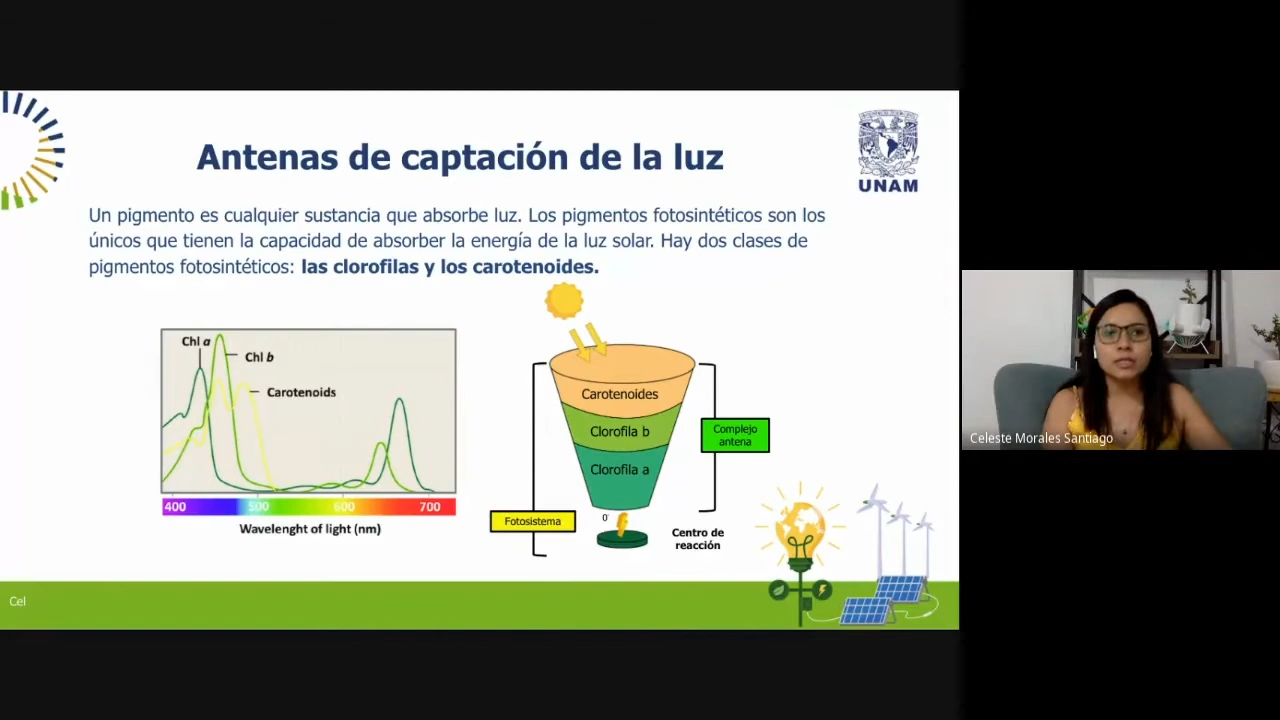 Antenas de captación de la luz
UNAM
Un pigmento es cualquier sustancia que absorbe luz. Los pigmentos fotosintéticos son los
únicos que tienen la capacidad de absorber la energía de la luz solar. Hay dos clases de
pigmentos fotosintéticos: las clorofilas y los carotenoides.
Chl a
Chl b
Carotenoids
400 500 600 700
Wavelenght of light (nm)
Carotenoides
Clorofila b
Clorofila a
Complejo
antena
Fotosistema
Centro de
reacción
Cel
Celeste Morales Santiago